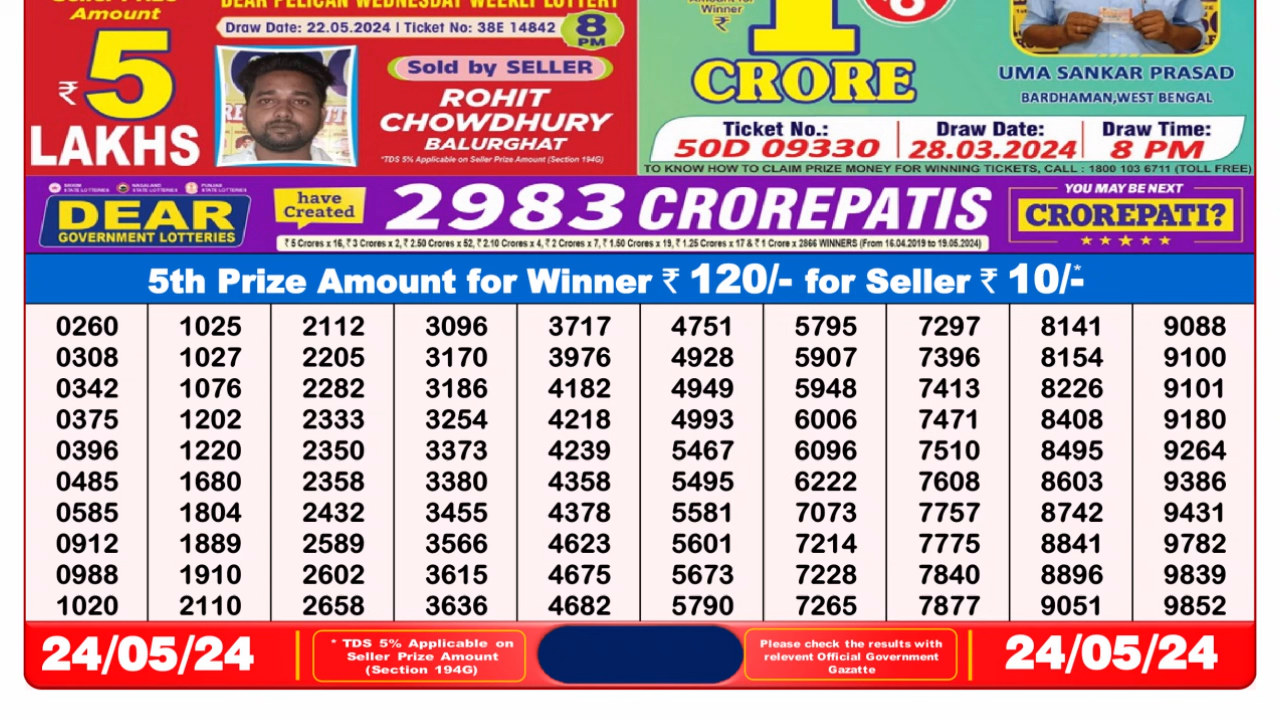 Amount
₹ 5
LAKHS
DEAR PELICAN WEDNESDAY WEEKLY LOTTERY
Draw Date: 22.05.2024 | Ticket No: 38E 14842
8
PM
Sold by SELLER
ROHIT
CHOWDHURY
BALURGHAT
*TDS 5% Applicable on Seller Prize Amount (Section 194G)
Winner
₹
1
CRORE
UMA SANKAR PRASAD
BARDHAMAN,WEST BENGAL
Ticket No.: Draw Date: Draw Time:
50D 09330 28.03.2024 8 PM
TO KNOW HOW TO CLAIM PRIZE MONEY FOR WINNING TICKETS, CALL : 1800 103 6711 (TOLL FREE)
DEAR
GOVERNMENT LOTTERIES
have
Created
2983 CROREPATIS
₹ 5 Crores x 16, ₹ 3 Crores x 2, ₹ 2.50 Crores x 52, ₹ 2.10 Crores x 4, ₹ 2 Crores x 7, ₹ 1.50 Crores x 19, ₹ 1.25 Crores x 17 & ₹ 1 Crore x 2866 WINNERS (From 16.04.2019 to 19.05.2024)
YOU MAY BE NEXT
CROREPATI?
5th Prize Amount for Winner ₹ 120/- for Seller ₹ 10/-*
0260 1025 2112 3096 3717 4751 5795 7297 8141 9088
0308 1027 2205 3170 3976 4928 5907 7396 8154 9100
0342 1076 2282 3186 4182 4949 5948 7413 8226 9101
0375 1202 2333 3254 4218 4993 6006 7471 8408 9180
0396 1220 2350 3373 4239 5467 6096 7510 8495 9264
0485 1680 2358 3380 4358 5495 6222 7608 8603 9386
0585 1804 2432 3455 4378 5581 7073 7757 8742 9431
0912 1889 2589 3566 4623 5601 7214 7775 8841 9782
0988 1910 2602 3615 4675 5673 7228 7840 8896 9839
1020 2110 2658 3636 4682 5790 7265 7877 9051 9852
24/05/24
* TDS 5% Applicable on
Seller Prize Amount
(Section 194G)
Please check the results with
relevent Official Government
Gazatte
24/05/24